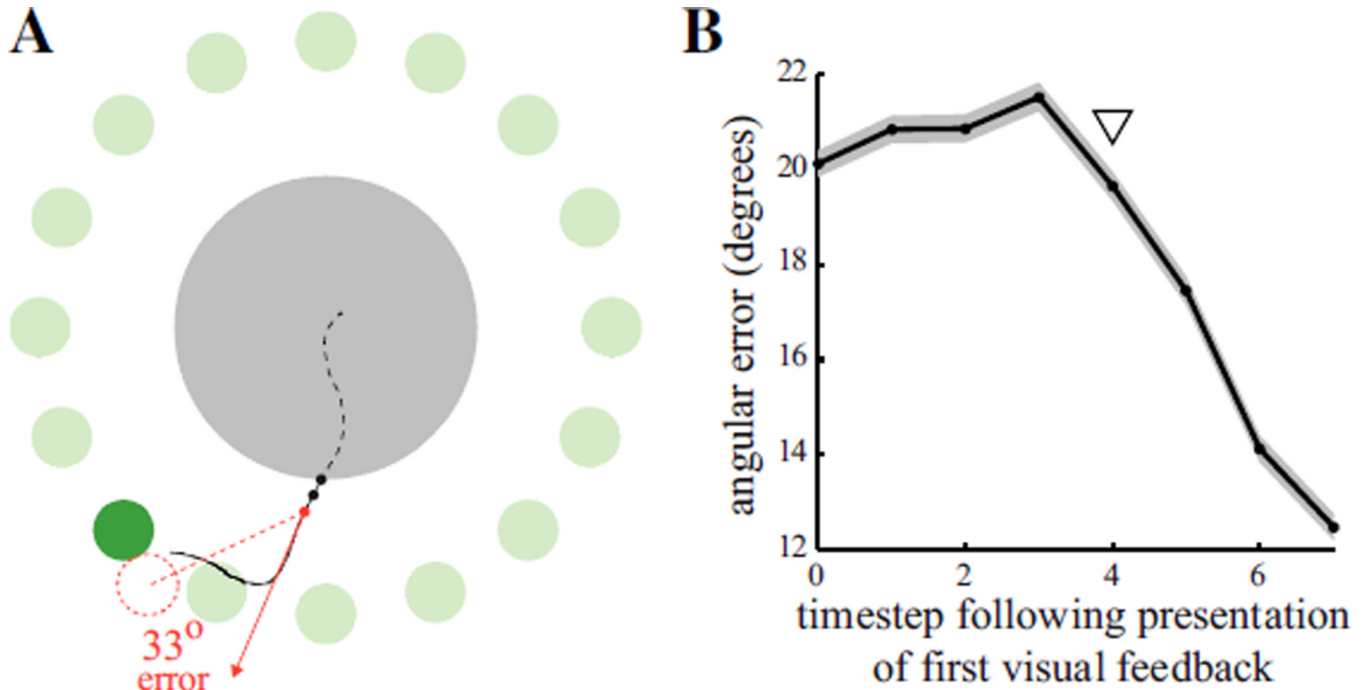 A
33°
error
B
angular error (degrees)
22
20
18
16
14
12
0 2 4 6
timestep following presentation
of first visual feedback